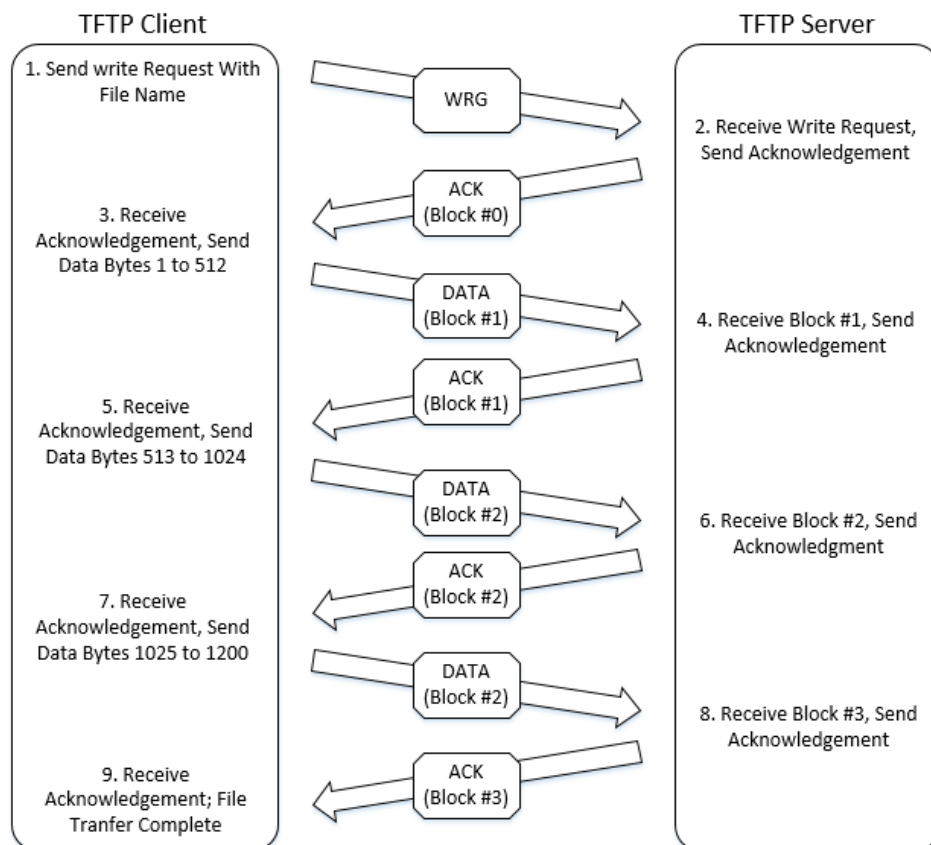 TFTP Client
TFTP Server
1. Send write Request With
File Name
WRG
2. Receive Write Request,
Send Acknowledgement
ACK
(Block #0)
3. Receive
Acknowledgement, Send
Data Bytes 1 to 512
DATA
(Block #1)
4. Receive Block #1, Send
Acknowledgement
ACK
(Block #1)
5. Receive
Acknowledgement, Send
Data Bytes 513 to 1024
DATA
(Block #2)
6. Receive Block #2, Send
Acknowledgment
ACK
(Block #2)
7. Receive
Acknowledgement, Send
Data Bytes 1025 to 1200
DATA
(Block #2)
8. Receive Block #3, Send
Acknowledgement
ACK
(Block #3)
9. Receive
Acknowledgement; File
Tranfer Complete